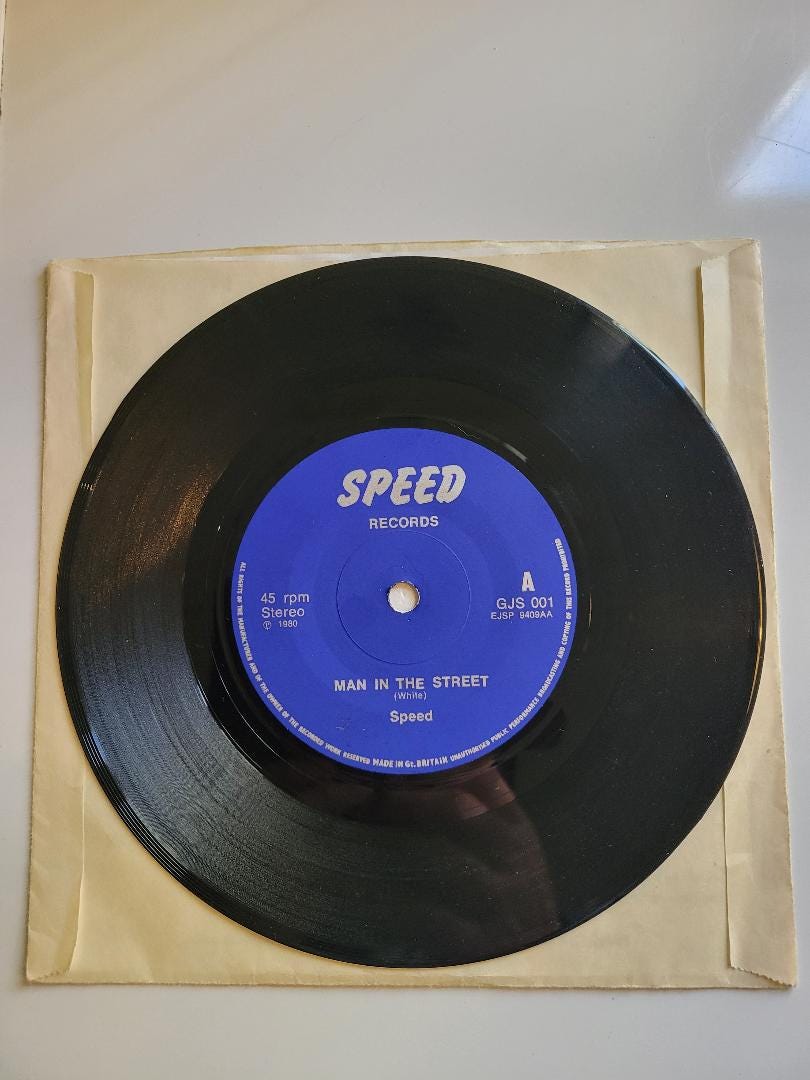 SPEED
RECORDS
45 rpm
Stereo
℗ 1980
A
GJS 001
EJSP 9409AA
MAN IN THE STREET
(White)
Speed
ALL RIGHTS OF THE MANUFACTURER AND OF THE OWNER OF THE RECORDED WORK RESERVED MADE IN Gt. BRITAIN UNAUTHORISED PUBLIC PERFORMANCE BROADCASTING AND COPYING OF THIS RECORD PROHIBITED